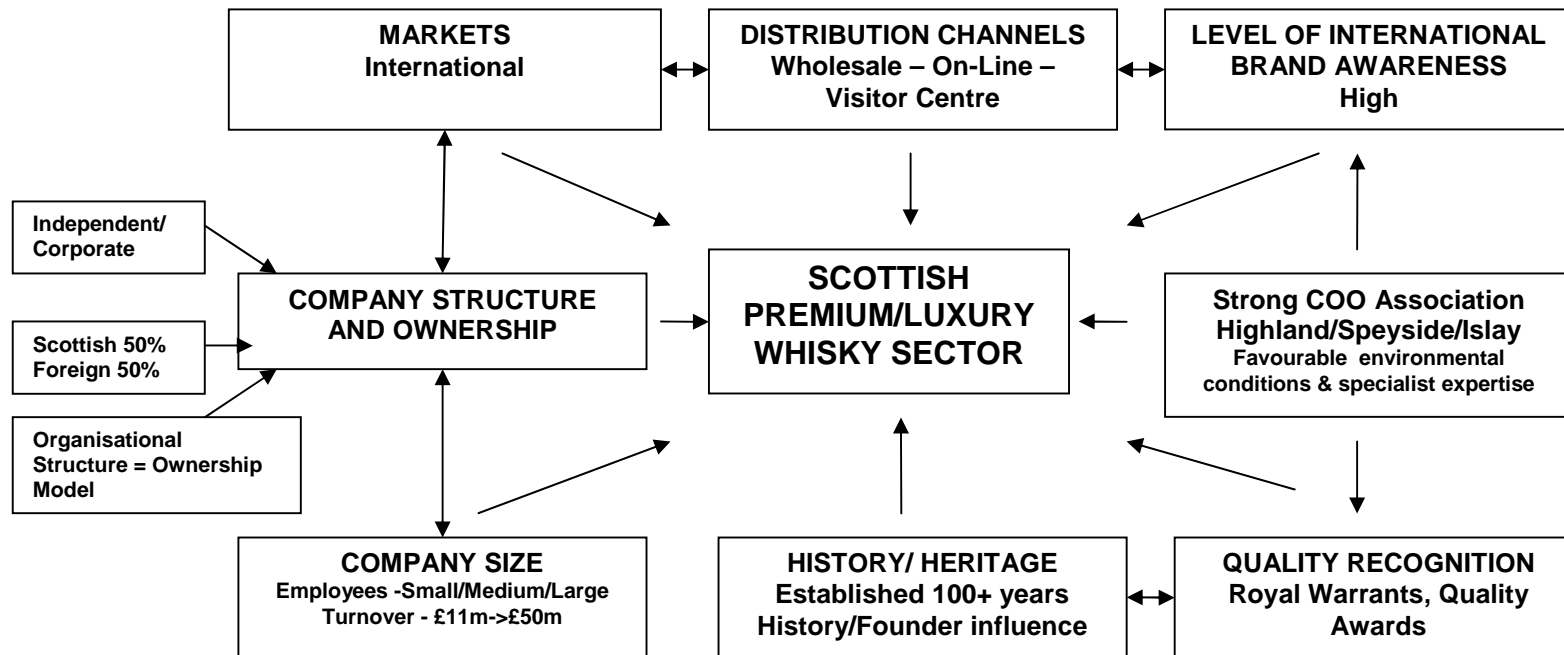 MARKETS
International
DISTRIBUTION CHANNELS
Wholesale – On-Line –
Visitor Centre
LEVEL OF INTERNATIONAL
BRAND AWARENESS
High
Independent/
Corporate
Scottish 50%
Foreign 50%
Organisational
Structure = Ownership
Model
COMPANY STRUCTURE
AND OWNERSHIP
SCOTTISH
PREMIUM/LUXURY
WHISKY SECTOR
Strong COO Association
Highland/Speyside/Islay
Favourable environmental
conditions & specialist expertise
COMPANY SIZE
Employees -Small/Medium/Large
Turnover - £11m->£50m
HISTORY/ HERITAGE
Established 100+ years
History/Founder influence
QUALITY RECOGNITION
Royal Warrants, Quality
Awards